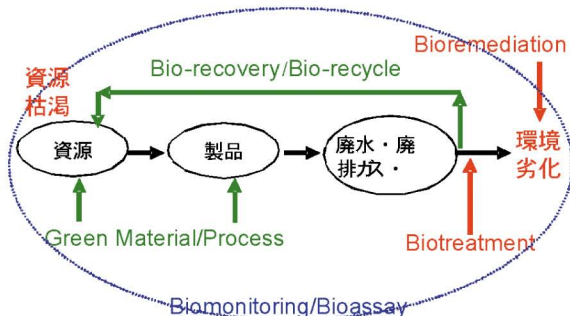 Bioremediation
Bio-recovery/Bio-recycle
資源
枯渇
資源
製品
廃水・廃
排ガス・
環境
劣化
Green Material/Process
Biotreatment
Biomonitoring/Bioassay